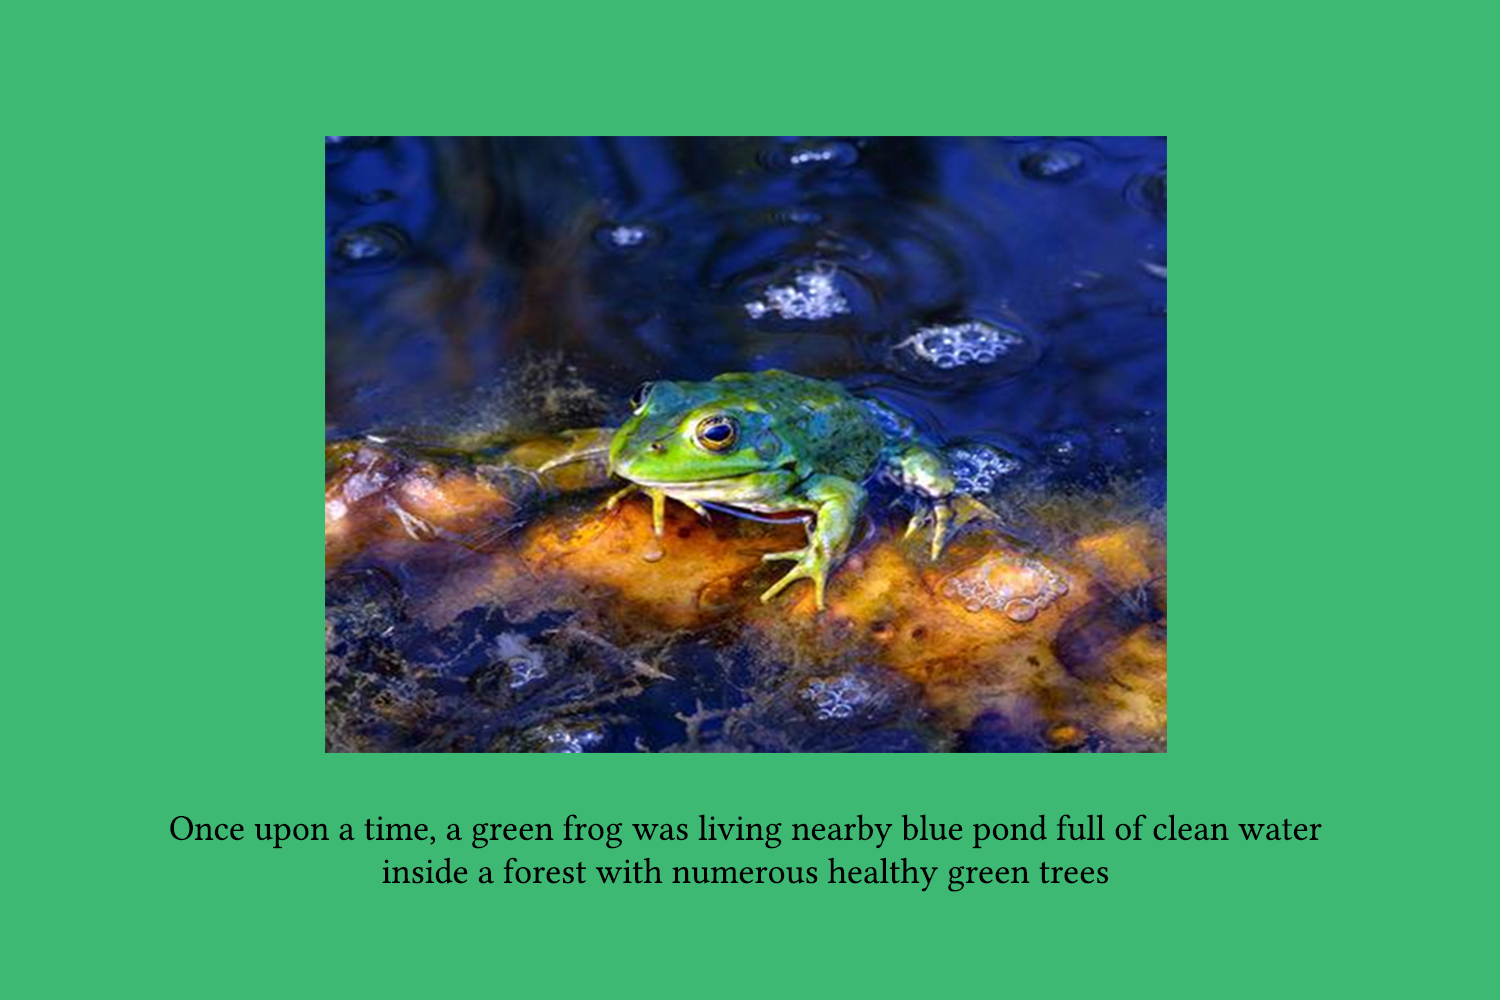 Once upon a time, a green frog was living nearby blue pond full of clean water
inside a forest with numerous healthy green trees